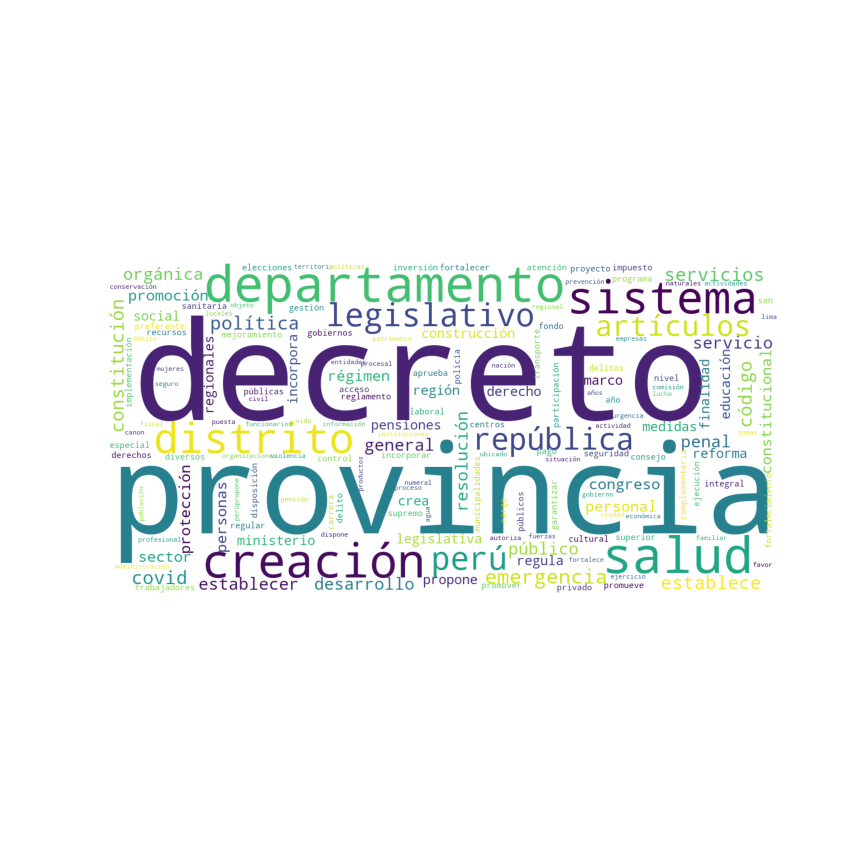 orgánica
elecciones
territorio
políticas
inversión
fortalecer
atención
proyecto
impuesto
servicios
departamento
sistema
prevención
programa
naturales
actividades
conservación
promoción
sanitaria
objeto
gestión
regional
san
social
locales
política
legislativo
fondo
artículos
lima
preferente
recursos
mejoramiento
gobiernos
construcción
empresas
servicio
constitución
implementación
regionales
incorpora
patrimonio
policía
transporte
decreto
mujeres
seguro
entidades
procesal
nación
delitos
nivel
comisión
lucha
finalidad
educación
código
constitucional
públicas
civil
acceso
régimen
reglamento
aprueba
región
derecho
años
año
marco
integral
fiscal
puesta
funcionarios
vida
información
laboral
pensiones
centros
participación
urgencia
actividad
medidas
zonas
distrito
general
república
penal
especial
derechos
diversos
organizaciones
violencia
control
instituciones
incorporar
resolución
ubicado
pago
situación
seguridad
consejo
reforma
provincia
población
protección
personas
disposición
perúpropone
pensión
productos
numeral
proceso
crea
supremo
agua
municipalidades
públicos
garantizar
congreso
personal
gobierno
ciudad
económica
complementaria
ejecución
integral
carrera
delito
regular
dispone
profesional
ministerio
legislativa
autoriza
fuerzas
cultural
superior
familiar
administración
sector
creación
perú
público
regula
fortalece
salud
favor
covid
trabajadores
establecer
desarrollo
propone
promover
emergencia
privado
promueve
ejercicio
establece